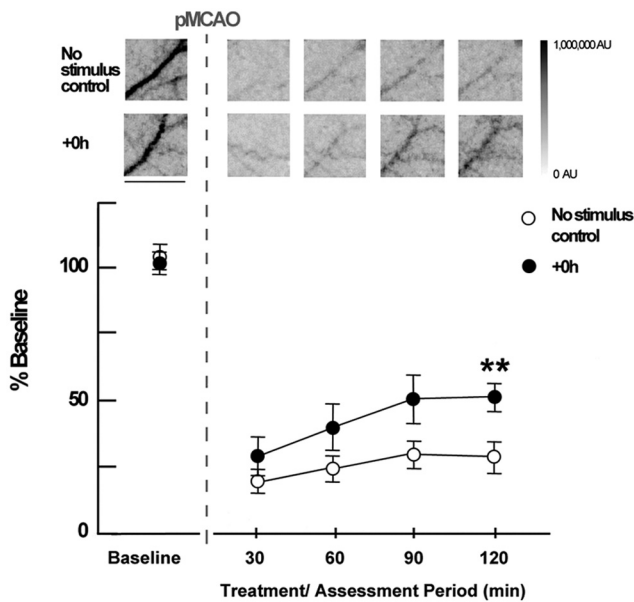 pMCAO
No
stimulus
control
+0h
1,000,000 AU
0 AU
No stimulus
control
+0h
% Baseline
100
50
0
**
Baseline
30 60 90 120
Treatment/ Assessment Period (min)